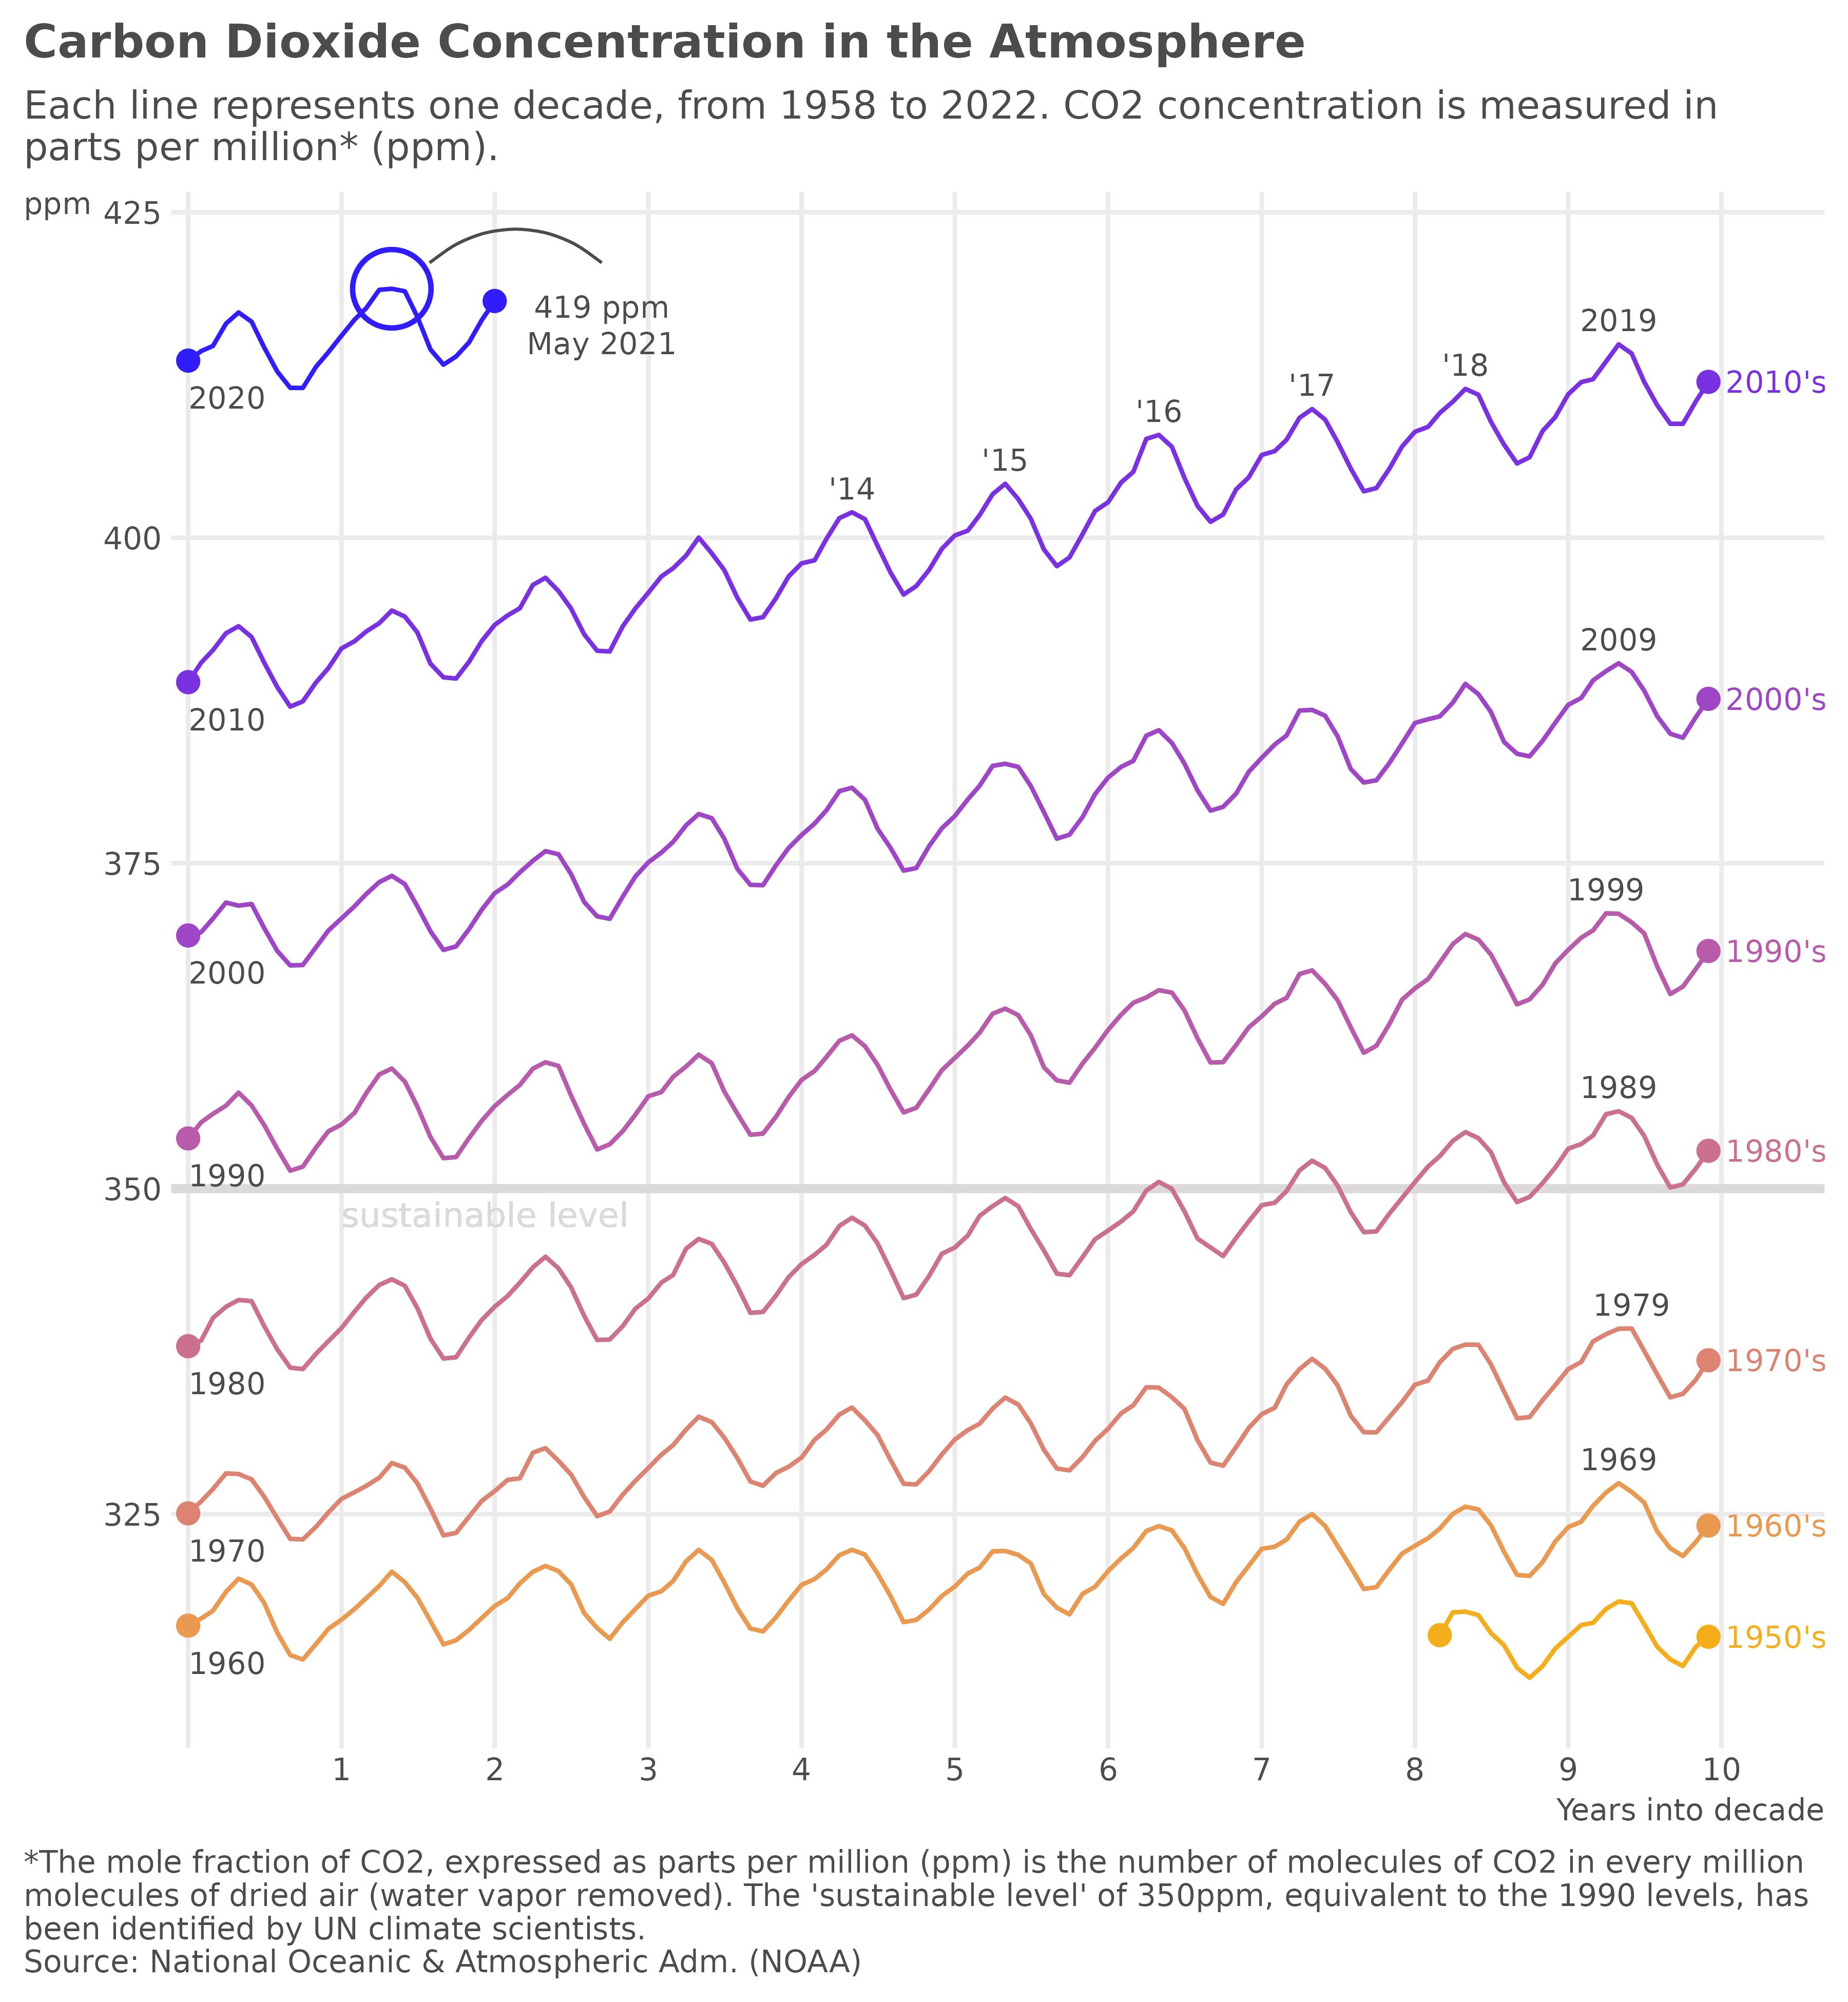 Carbon Dioxide Concentration in the Atmosphere
Each line represents one decade, from 1958 to 2022. CO2 concentration is measured in
parts per million* (ppm).
ppm
425
419 ppm
May 2021
2020
2019
'18
'17
'16
'15
'14
2010's
400
2010
2009
2000's
375
2000
1999
1990's
1990
1989
1980's
350
sustainable level
1980
1979
1970's
325
1970
1969
1960's
1960
1950's
1 2 3 4 5 6 7 8 9 10
Years into decade
*The mole fraction of CO2, expressed as parts per million (ppm) is the number of molecules of CO2 in every million
molecules of dried air (water vapor removed). The 'sustainable level' of 350ppm, equivalent to the 1990 levels, has
been identified by UN climate scientists.
Source: National Oceanic & Atmospheric Adm. (NOAA)